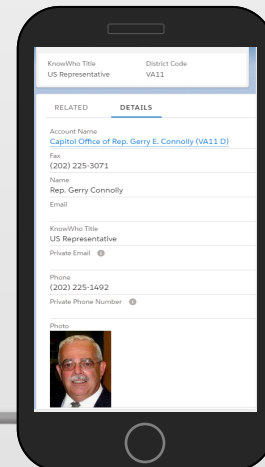 KnowWho Title District Code
US Representative VA11
RELATED DETAILS
Account Name
Capitol Office of Rep. Gerry E. Connolly (VA11 D)
Fax
(202) 225-3071
Name
Rep. Gerry Connolly
Email
KnowWho Title
US Representative
Private Email
Phone
(202) 225-1492
Private Phone Number
Photo